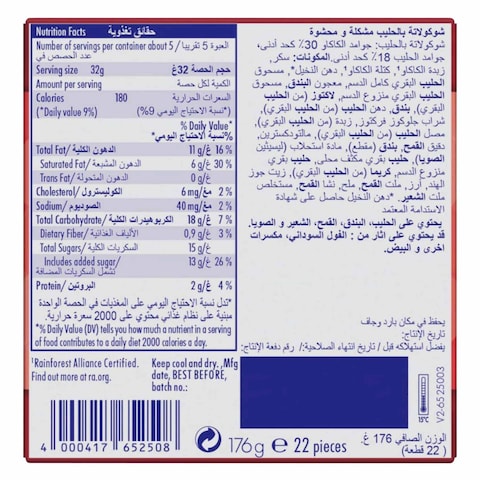 Nutrition Facts حقائق تغذوية
Number of servings per container about 5 / العبوة 5 تقريبا
عدد الحصص في
Serving size 32g حجم الحصة 32غ
Amount per serving الكمية لكل حصة
Calories 180 السعرات الحرارية
(*Daily value 9%) (*نسبة الاحتياج اليومي 9%)
% Daily Value*
%نسبة الاحتياج اليومي*
Total Fat/ الدهون الكلية 11 g/غ 16 %
Saturated Fat/ الدهون المشبعة 6 g/غ 30 %
Trans Fat/ الدهون المتحولة 0 g/غ
Cholesterol/ الكوليسترول 6 mg/مغ 2 %
Sodium/ الصوديوم 40 mg/مغ 2 %
Total Carbohydrate/ الكربوهيدرات الكلية 18 g/غ 7 %
Dietary Fiber/ الألياف الغذائية 0,9 g/غ 3 %
Total Sugars/ السكريات الكلية 15 g/غ
Includes added sugar/ 13 g/غ 26 %
تشمل السكريات المضافة
Protein/ البروتين 2 g/غ 4 %
*تدل نسبة الاحتياج اليومي على المغذيات في الحصة الواحدة
مبنية على نظام غذائي محتوي على 2000 سعرة حرارية.
*% Daily Value (DV) tells you how much a nutrient in a serving
of food contributes to a daily diet 2000 calories a day.
¹Rainforest Alliance Certified.
Find out more at ra.org.
Keep cool and dry. ,Mfg
date, BEST BEFORE,
batch no.:
4 000417 652508
176g e 22 pieces
شوكولاتة بالحليب مشكلة و محشوة
شوكولاتة بالحليب: جوامد الكاكاو 30٪ كحد أدنى،
جوامد الحليب 18٪ كحد أدنى. المكونات: سكر,
زبدة الكاكاو¹, كتلة الكاكاو¹, دهن النخيل*, مسحوق
الحليب البقري كامل الدسم, معجون البندق, مسحوق
الحليب البقري منزوع الدسم, لاكتوز (من الحليب
البقري), بندق, دهن الحليب (من الحليب البقري),
شراب جلوكوز فركتوز, زبدة (من الحليب البقري),
مصل الحليب (من الحليب البقري), مالتودكسترين,
دقيق القمح, بندق (مقطع), مادة استحلاب (ليسيثين
الصويا), حليب بقري مكثف محلى, حليب بقري
منزوع الدسم, كريما (من الحليب البقري), زيت جوز
الهند, أرز, ملت القمح, ملح, نشا القمح, مستخلص
ملت الشعير. *دهن النخيل حاصل على شهادة
الاستدامة المعتمد
يحتوي على الحليب، البندق، القمح، الشعير و الصويا.
قد يحتوي على اثار من : الفول السوداني، مكسرات
أخرى و البيض.
يحفظ في مكان بارد وجاف
تاريخ الإنتاج:
يفضل استهلاكه قبل / تاريخ انتهاء الصلاحية:/ رقم دفعة الإنتاج:
15°C
V2-65 25003
الوزن الصافي 176 غ.
( 22 قطعة)